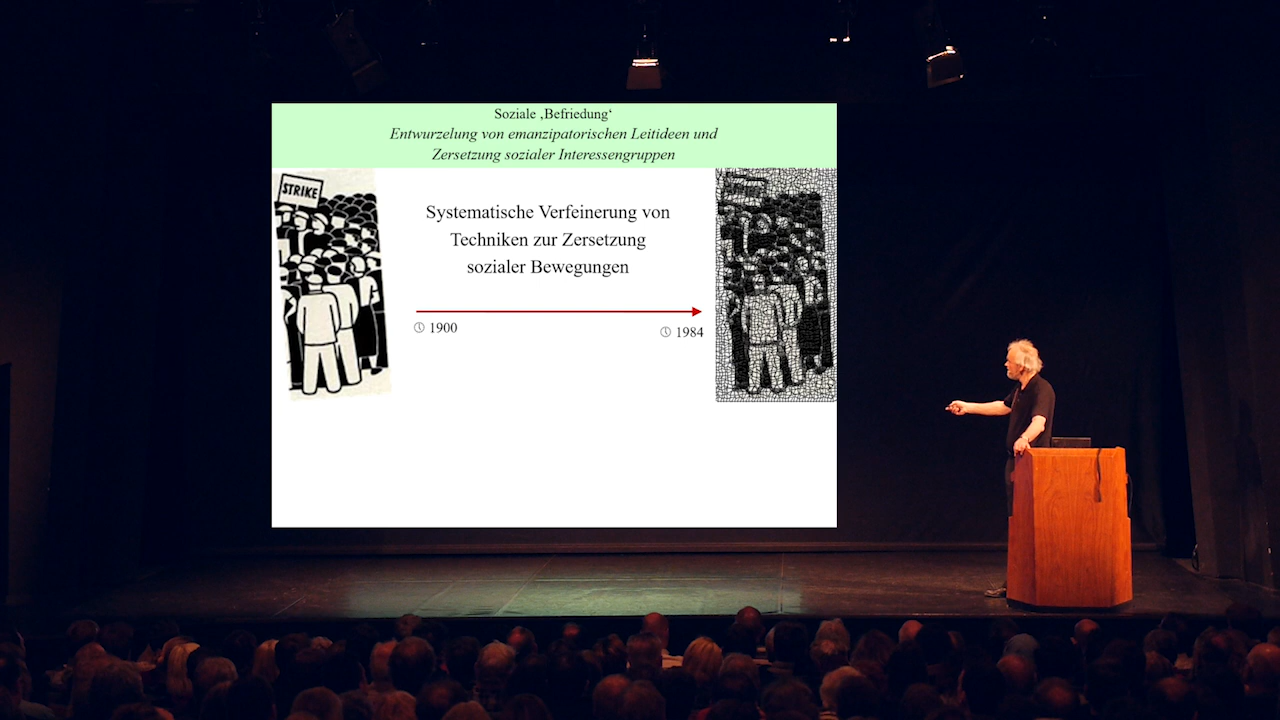 Soziale ‚Befriedung‘
Entwurzelung von emanzipatorischen Leitideen und
Zersetzung sozialer Interessengruppen
STRIKE
Systematische Verfeinerung von
Techniken zur Zersetzung
sozialer Bewegungen
1900
1984